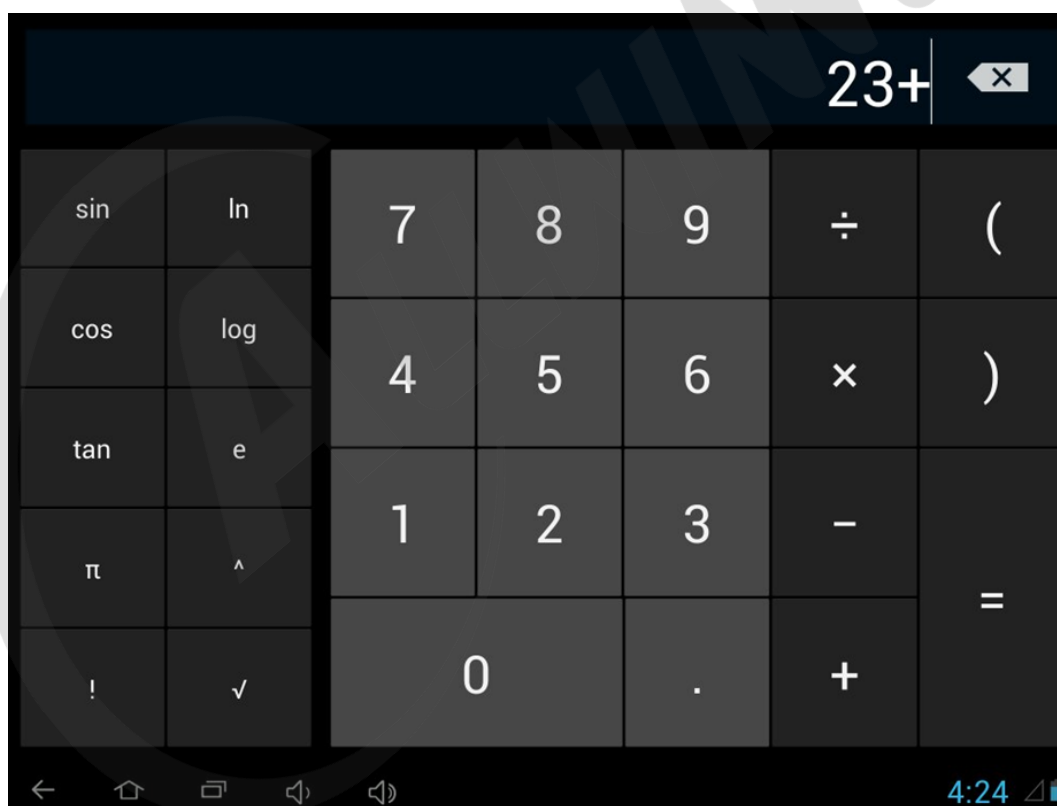 23+
sin ln 7 8 9 ÷ (
cos log 4 5 6 × )
tan e 1 2 3 −
π ^ =
! √ 0 . +
4:24